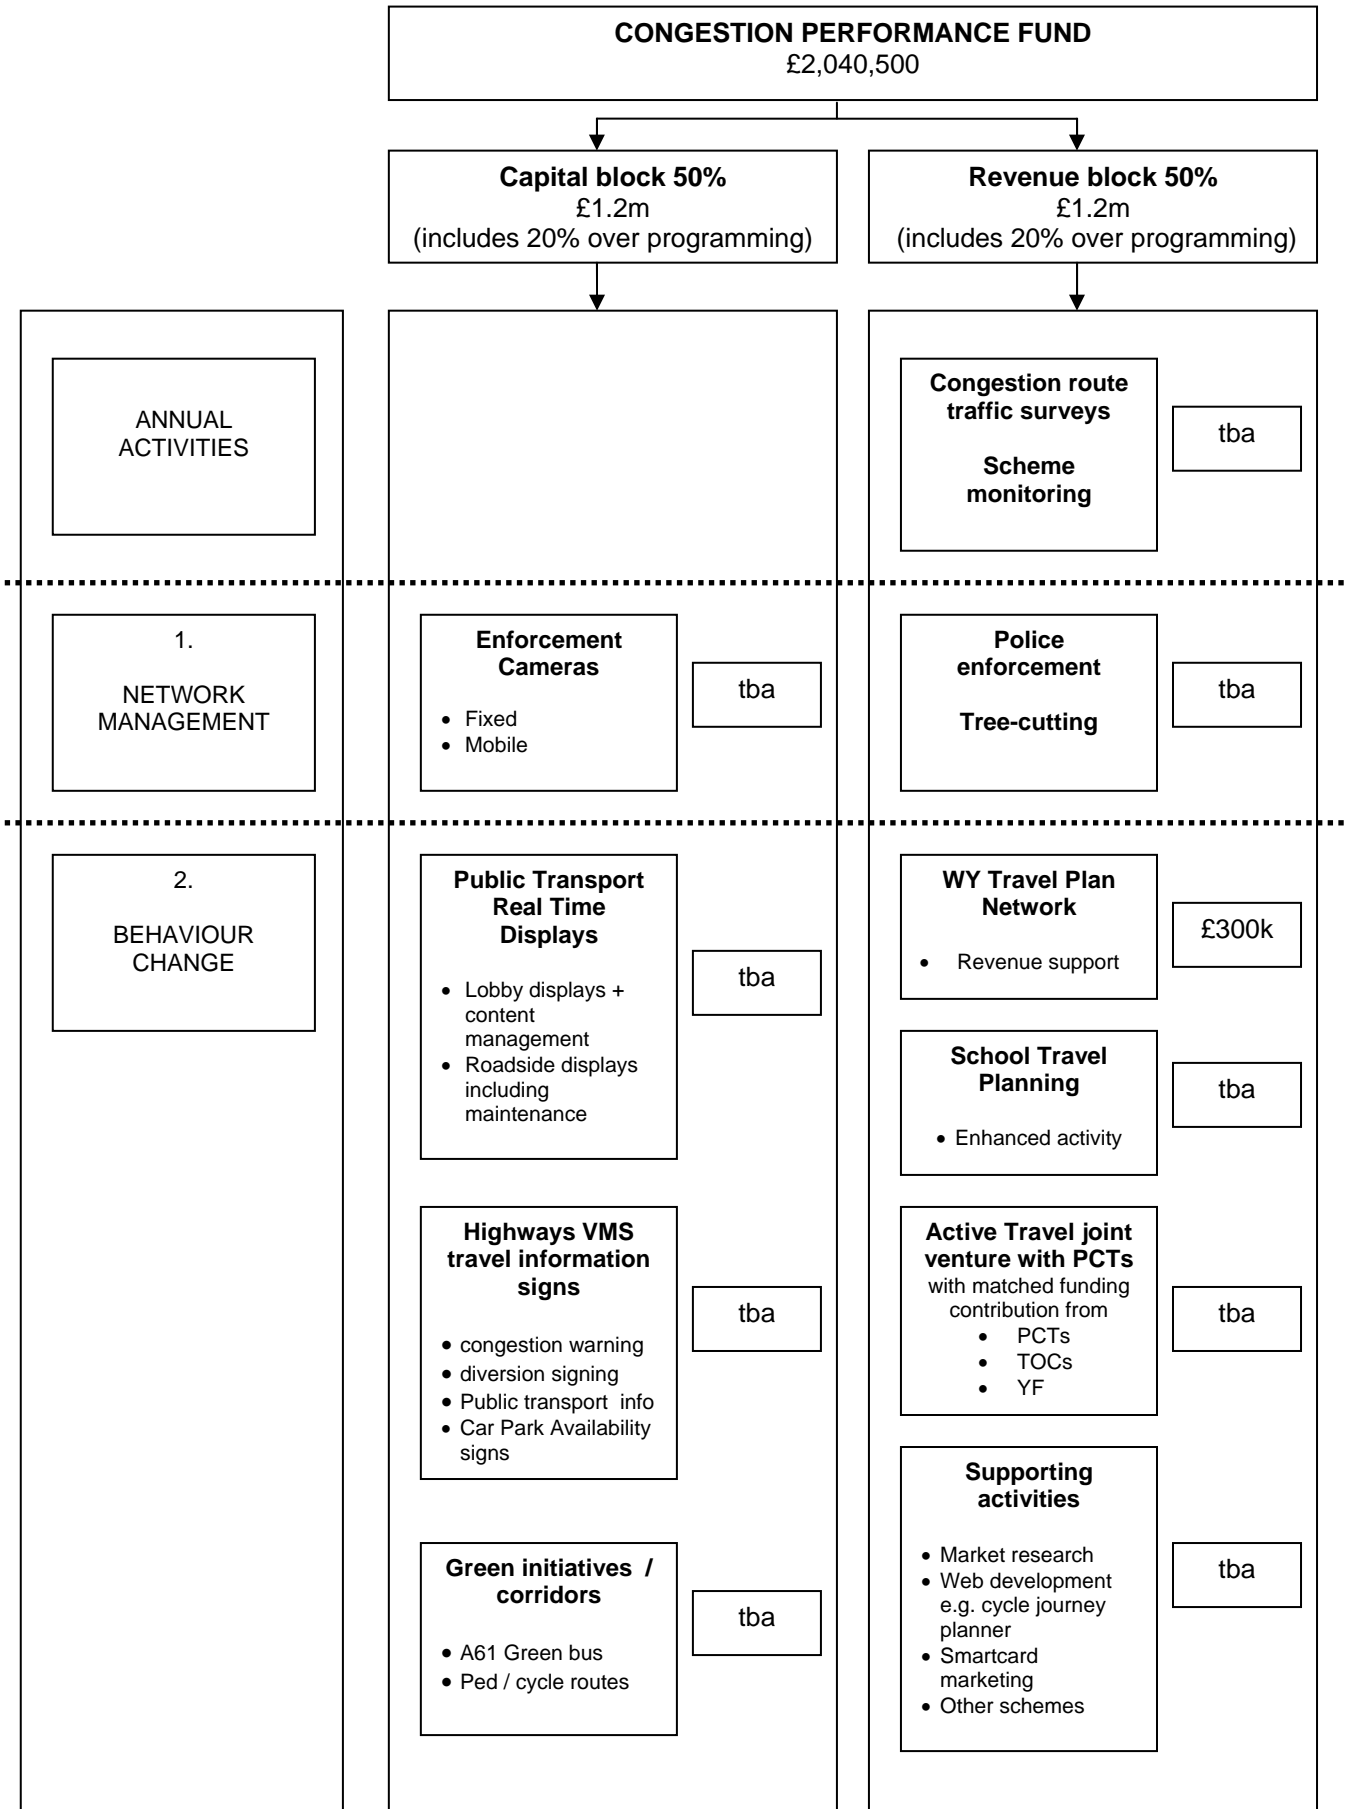 CONGESTION PERFORMANCE FUND
£2,040,500
Capital block 50%
£1.2m
(includes 20% over programming)
Revenue block 50%
£1.2m
(includes 20% over programming)
ANNUAL
ACTIVITIES
Congestion route
traffic surveys
Scheme
monitoring
tba
1.
NETWORK
MANAGEMENT
Enforcement
Cameras
• Fixed
• Mobile
tba
Police
enforcement
Tree-cutting
tba
2.
BEHAVIOUR
CHANGE
Public Transport
Real Time
Displays
• Lobby displays +
content
management
• Roadside displays
including
maintenance
tba
Highways VMS
travel information
signs
• congestion warning
• diversion signing
• Public transport info
• Car Park Availability
signs
tba
Green initiatives /
corridors
• A61 Green bus
• Ped / cycle routes
tba
WY Travel Plan
Network
• Revenue support
£300k
School Travel
Planning
• Enhanced activity
tba
Active Travel joint
venture with PCTs
with matched funding
contribution from
• PCTs
• TOCs
• YF
tba
Supporting
activities
• Market research
• Web development
e.g. cycle journey
planner
• Smartcard
marketing
• Other schemes
tba